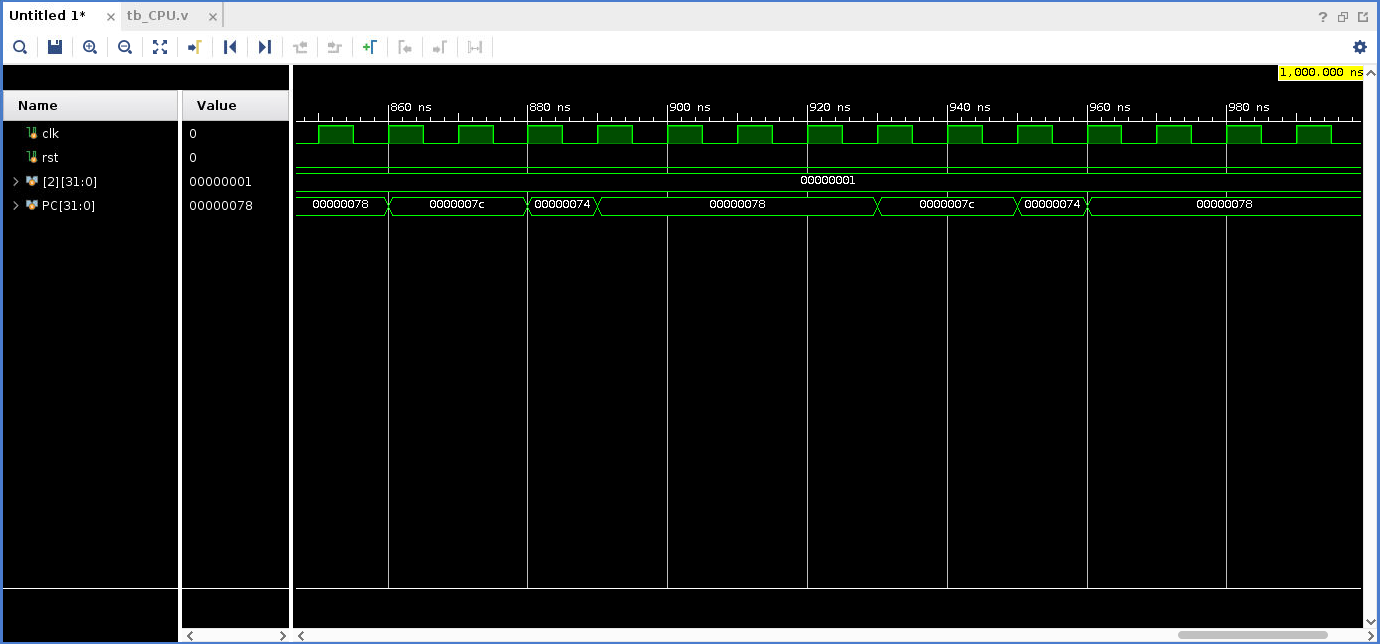 Untitled 1* × tb_CPU.v ×
?
1,000.000 ns
Name Value
860 ns 880 ns 900 ns 920 ns 940 ns 960 ns 980 ns
clk 0
rst 0
[2][31:0] 00000001 00000001
PC[31:0] 00000078 00000078 0000007c 00000074 00000078 0000007c 00000074 00000078